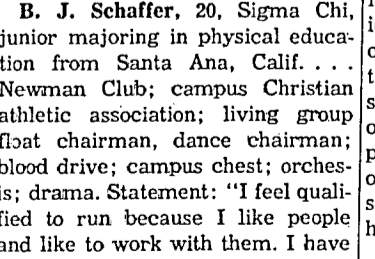 B. J. Schaffer, 20, Sigma Chi,
junior majoring in physical educa-
tion from Santa Ana, Calif. . . .
Newman Club; campus Christian
athletic association; living group
float chairman, dance chairman;
blood drive; campus chest; orches-
is; drama. Statement: "I feel quali-
fied to run because I like people
and like to work with them. I have